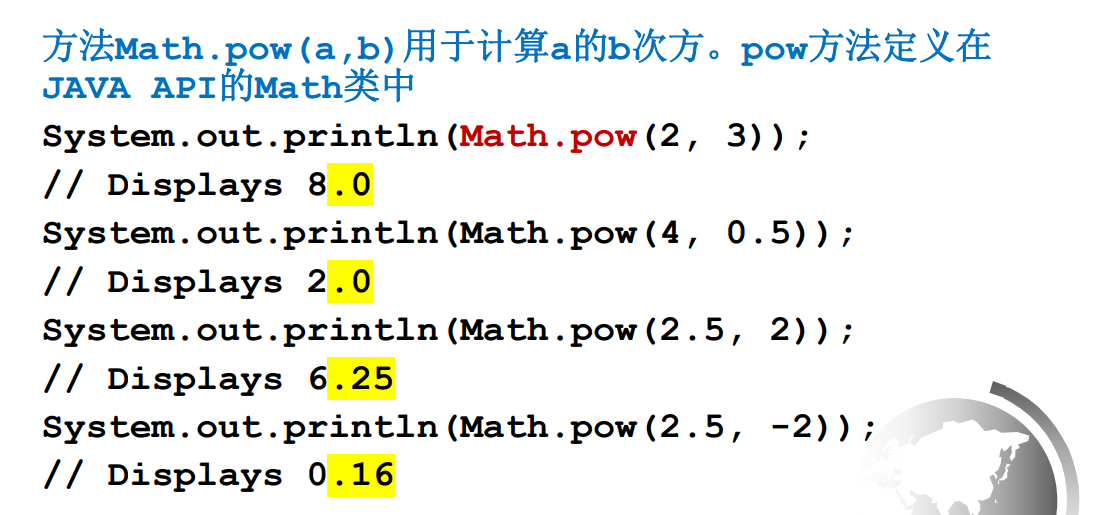 方法Math.pow(a,b)用于计算a的b次方。pow方法定义在
JAVA API的Math类中
System.out.println(Math.pow(2, 3));
// Displays 8.0
System.out.println(Math.pow(4, 0.5));
// Displays 2.0
System.out.println(Math.pow(2.5, 2));
// Displays 6.25
System.out.println(Math.pow(2.5, -2));
// Displays 0.16